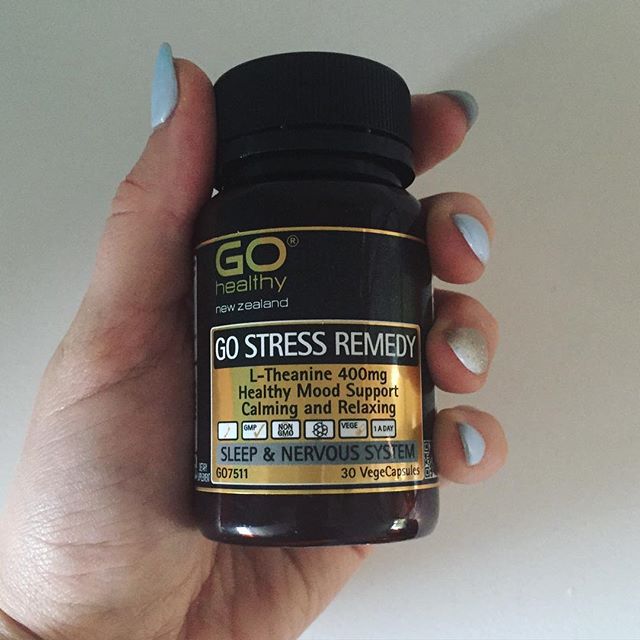 GO®
healthy
new zealand
GO STRESS REMEDY
L-Theanine 400mg
Healthy Mood Support
Calming and Relaxing
GMP NON GMO VEGE 1 A DAY
SLEEP & NERVOUS SYSTEM
GO7511 30 VegeCapsules